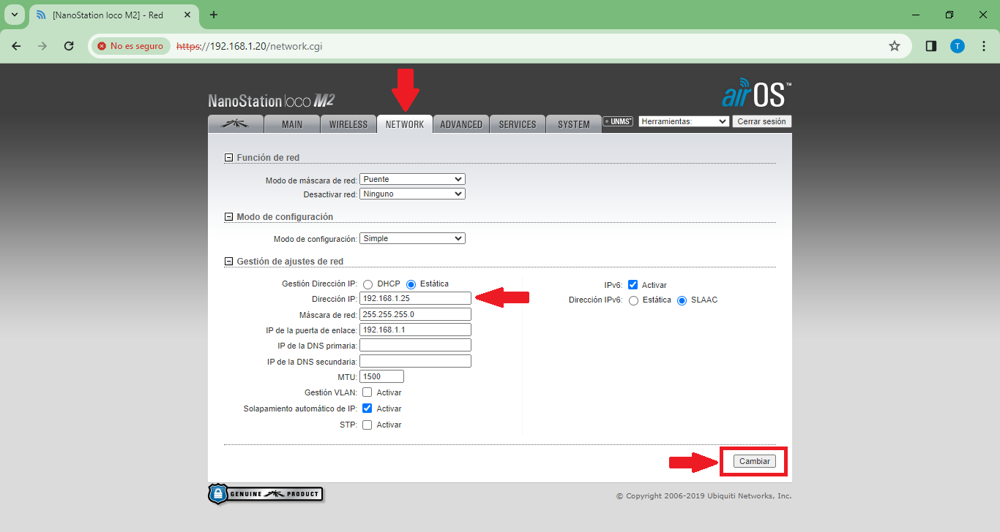 [NanoStation loco M2] - Red
No es seguro
https://192.168.1.20/network.cgi
T
NanoStation loco M2
airOS™
MAIN
WIRELESS
NETWORK
ADVANCED
SERVICES
SYSTEM
UNMS™
Herramientas:
Cerrar sesión
Función de red
Modo de máscara de red: Puente
Desactivar red: Ninguno
Modo de configuración
Modo de configuración: Simple
Gestión de ajustes de red
Gestión Dirección IP: DHCP Estática
Dirección IP: 192.168.1.25
Máscara de red: 255.255.255.0
IP de la puerta de enlace: 192.168.1.1
IP de la DNS primaria:
IP de la DNS secundaria:
MTU: 1500
Gestión VLAN: Activar
Solapamiento automático de IP: Activar
STP: Activar
IPv6: Activar
Dirección IPv6: Estática SLAAC
Cambiar
GENUINE PRODUCT
© Copyright 2006-2019 Ubiquiti Networks, Inc.